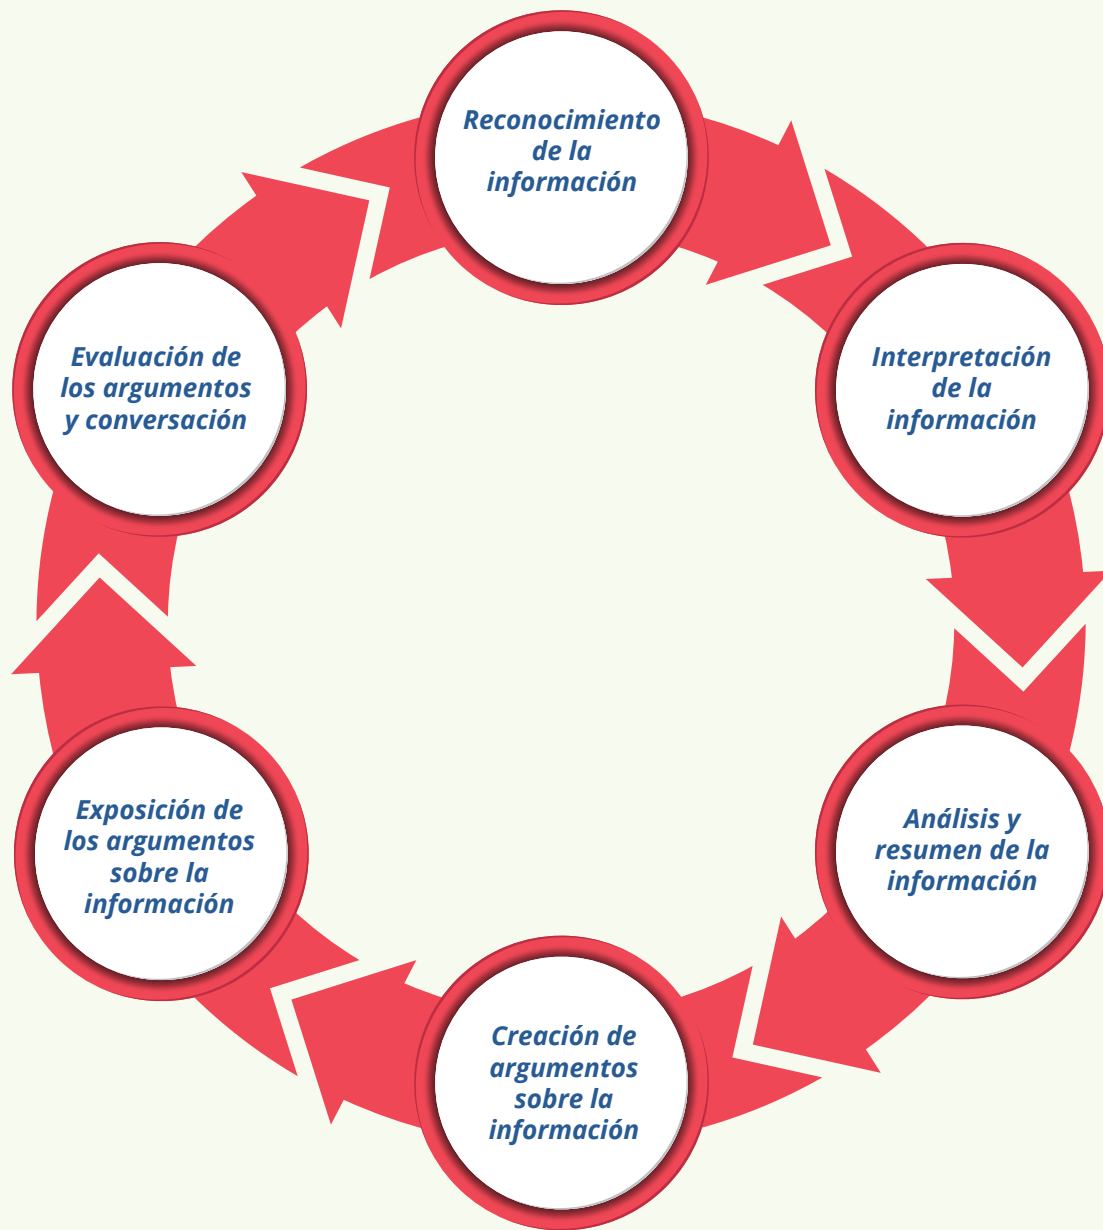 Reconocimiento
de la
información
Interpretación
de la
información
Análisis y
resumen de la
información
Creación de
argumentos
sobre la
información
Exposición de
los argumentos
sobre la
información
Evaluación de
los argumentos
y conversación